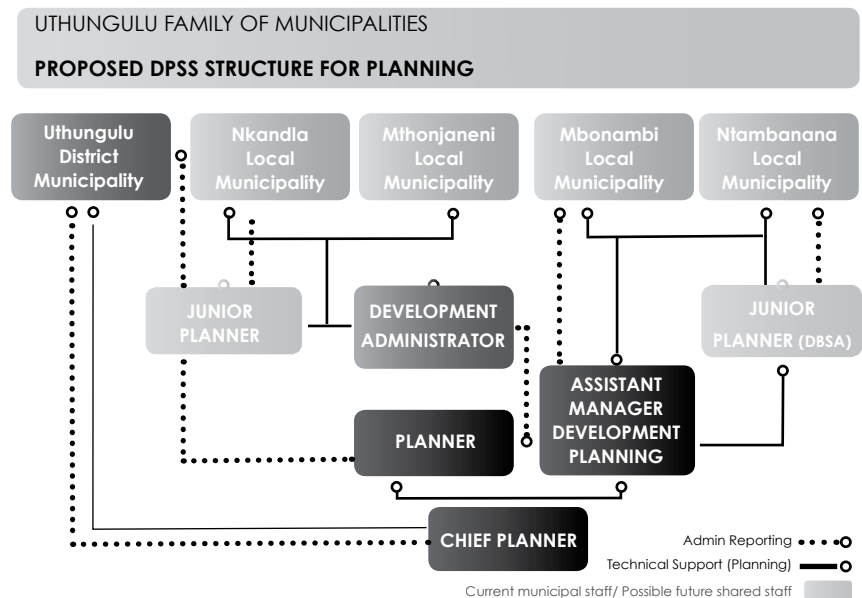 UTHUNGULU FAMILY OF MUNICIPALITIES
PROPOSED DPSS STRUCTURE FOR PLANNING
Uthungulu
District
Municipality
Nkandla
Local
Municipality
Mthonjaneni
Local
Municipality
Mbonambi
Local
Municipality
Ntambanana
Local
Municipality
JUNIOR
PLANNER
DEVELOPMENT
ADMINISTRATOR
JUNIOR
PLANNER (DBSA)
ASSISTANT
MANAGER
DEVELOPMENT
PLANNING
PLANNER
CHIEF PLANNER
Admin Reporting
Technical Support (Planning)
Current municipal staff/ Possible future shared staff